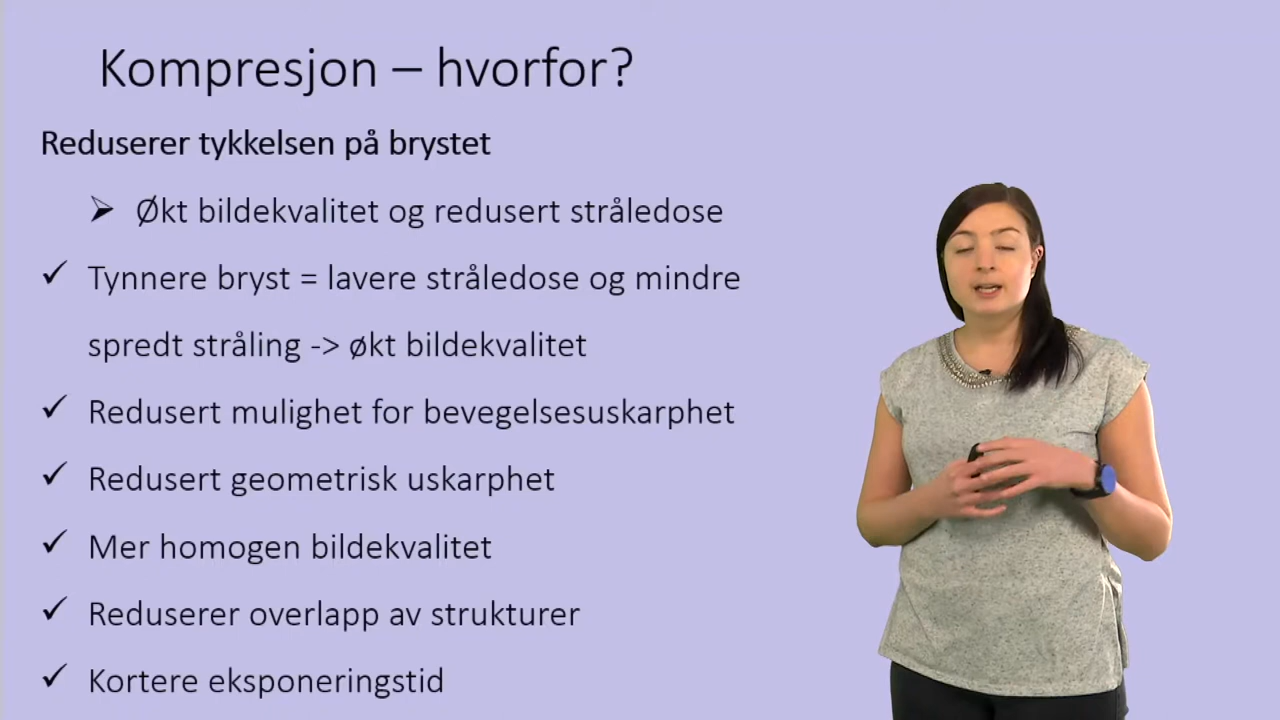 Kompresjon – hvorfor?
Reduserer tykkelsen på brystet
Økt bildekvalitet og redusert stråledose
Tynnere bryst = lavere stråledose og mindre
spredt stråling -> økt bildekvalitet
Redusert mulighet for bevegelsesuskarphet
Redusert geometrisk uskarphet
Mer homogen bildekvalitet
Reduserer overlapp av strukturer
Kortere eksponeringstid